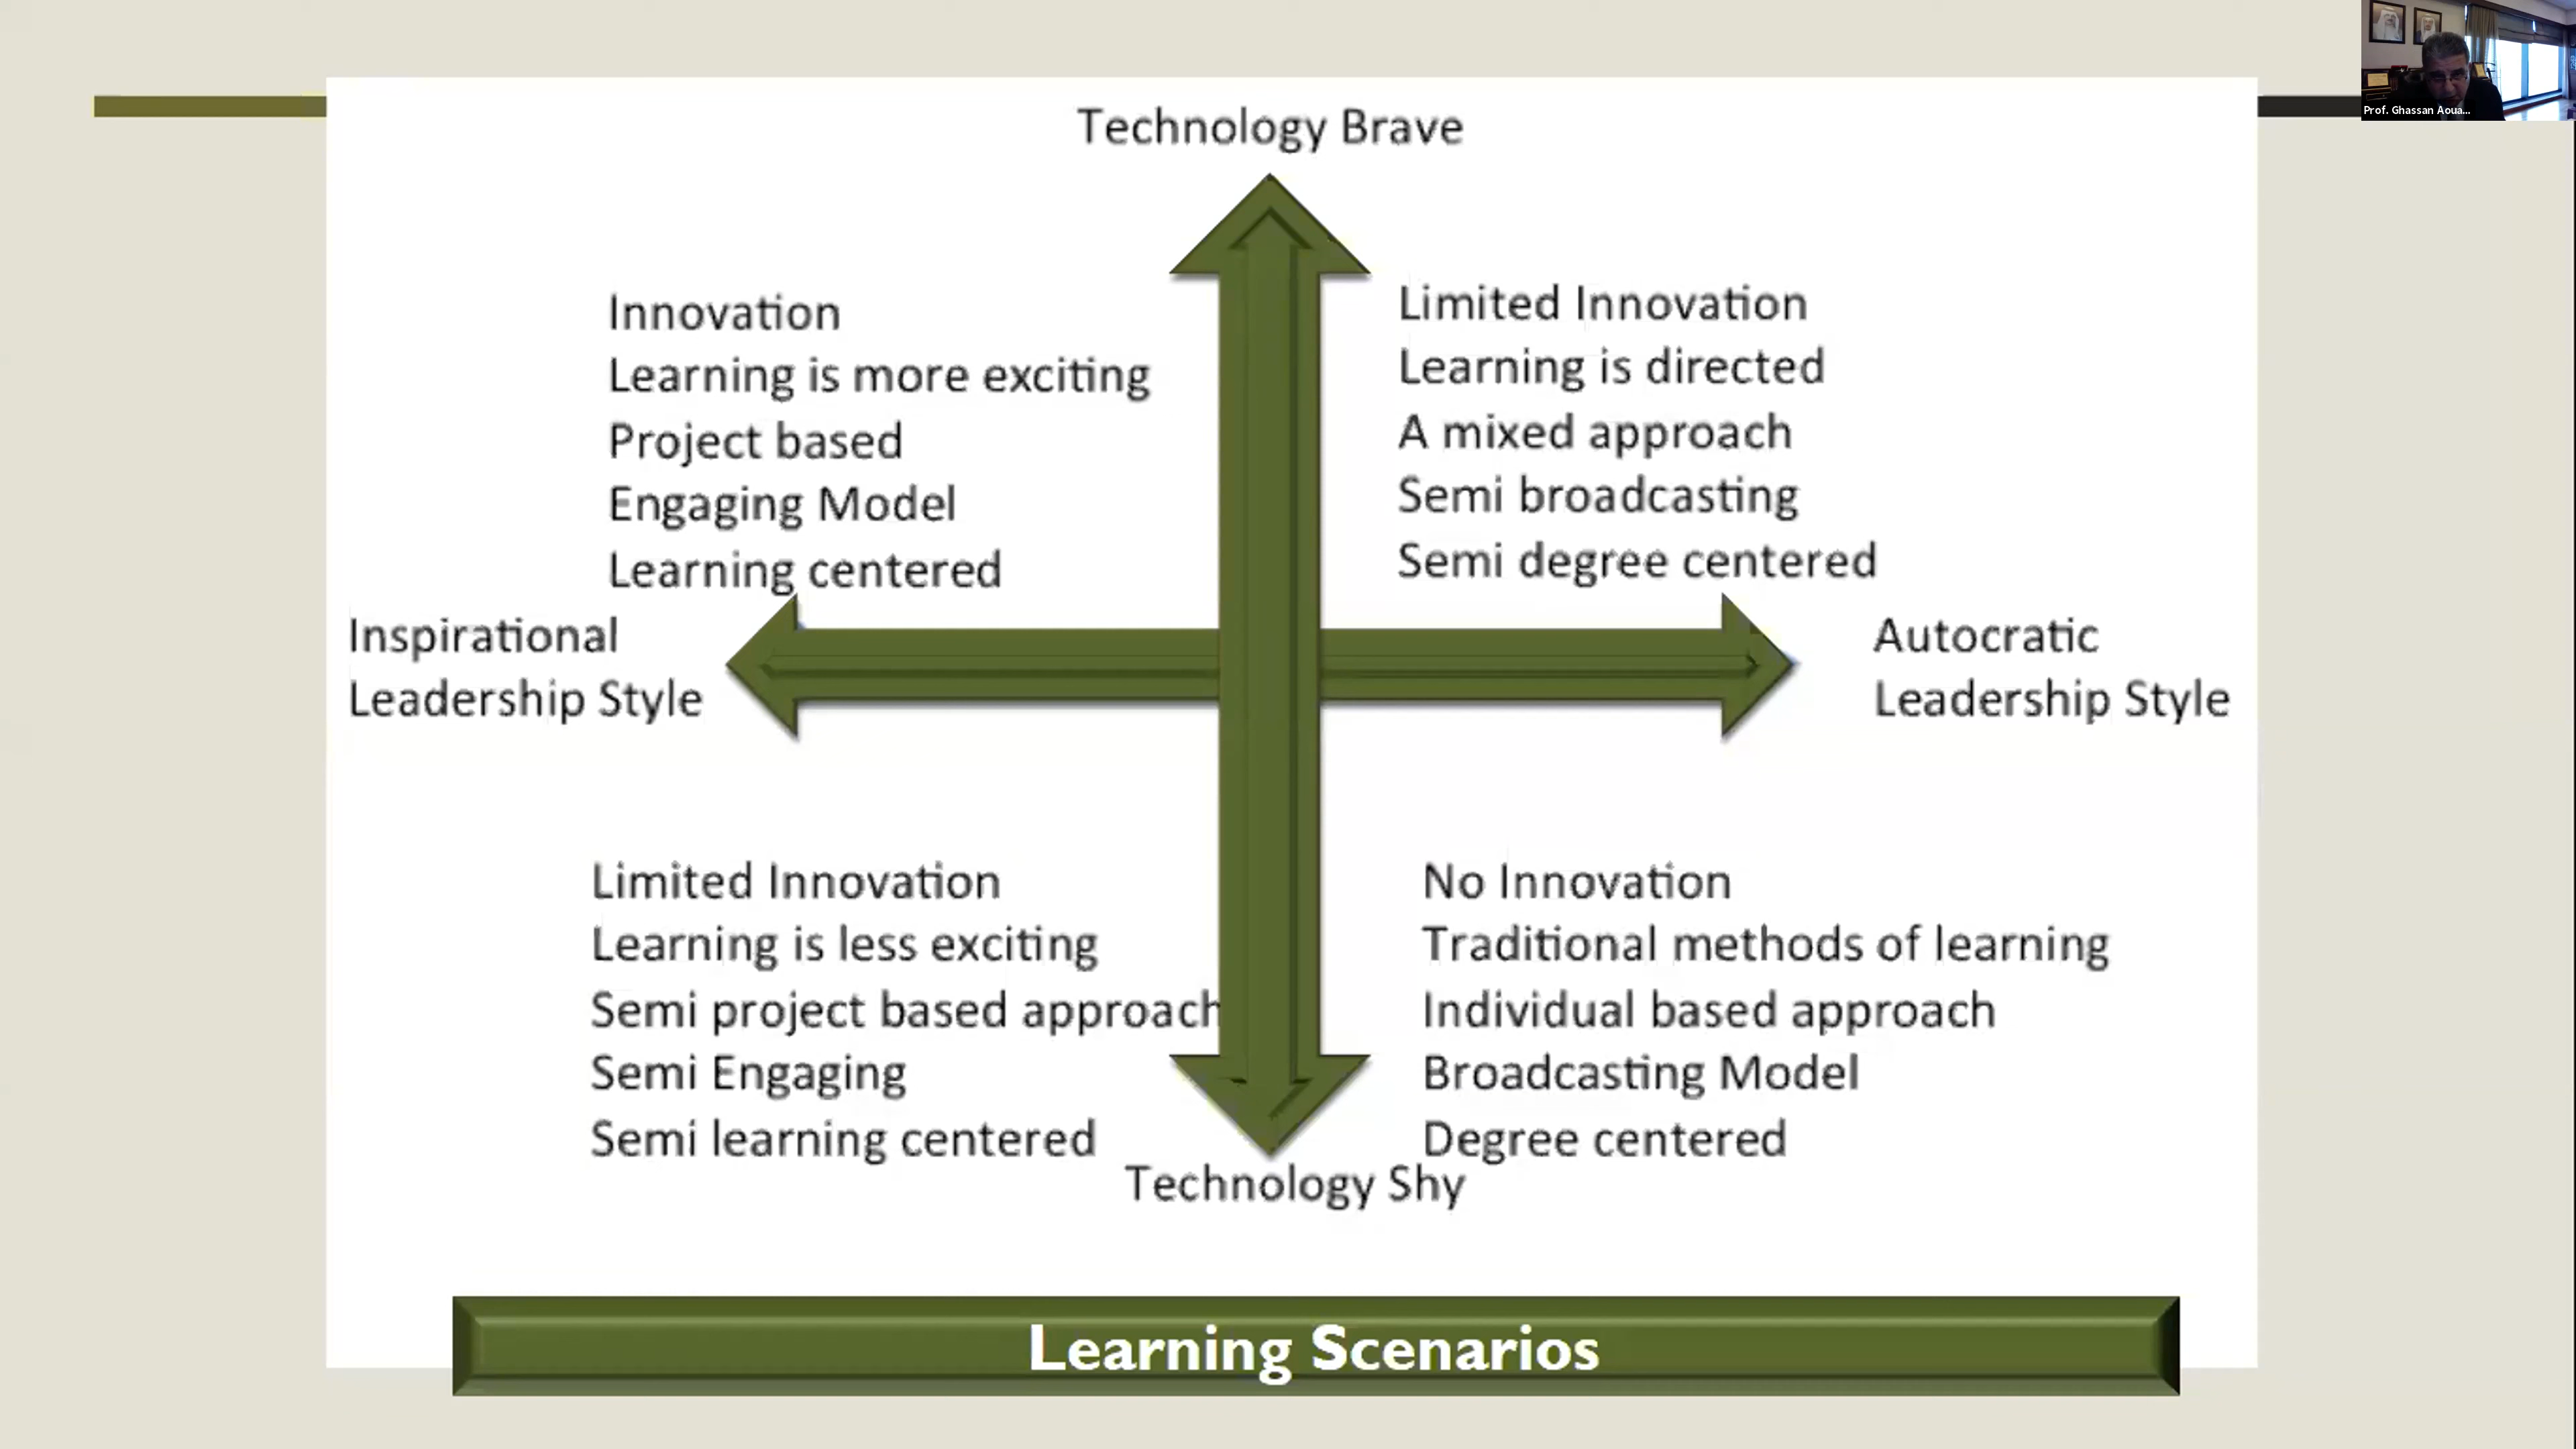 Prof. Ghassan Aoua...
Technology Brave
Innovation
Learning is more exciting
Project based
Engaging Model
Learning centered
Limited Innovation
Learning is directed
A mixed approach
Semi broadcasting
Semi degree centered
Inspirational
Leadership Style
Autocratic
Leadership Style
Limited Innovation
Learning is less exciting
Semi project based approach
Semi Engaging
Semi learning centered
No Innovation
Traditional methods of learning
Individual based approach
Broadcasting Model
Degree centered
Technology Shy
Learning Scenarios